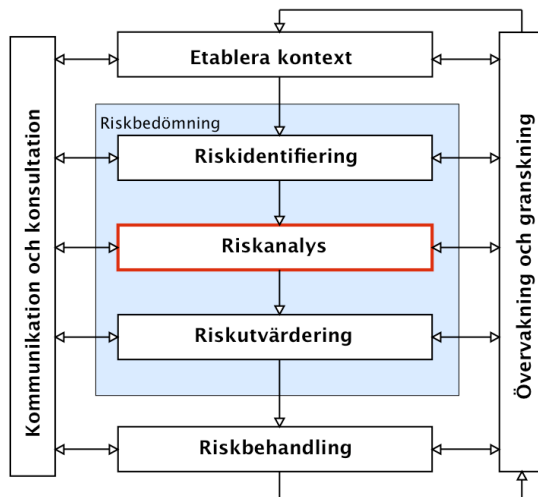 Etablera kontext
Riskbedömning
Riskidentifiering
Riskanalys
Riskutvärdering
Riskbehandling
Kommunikation och konsultation
Övervakning och granskning